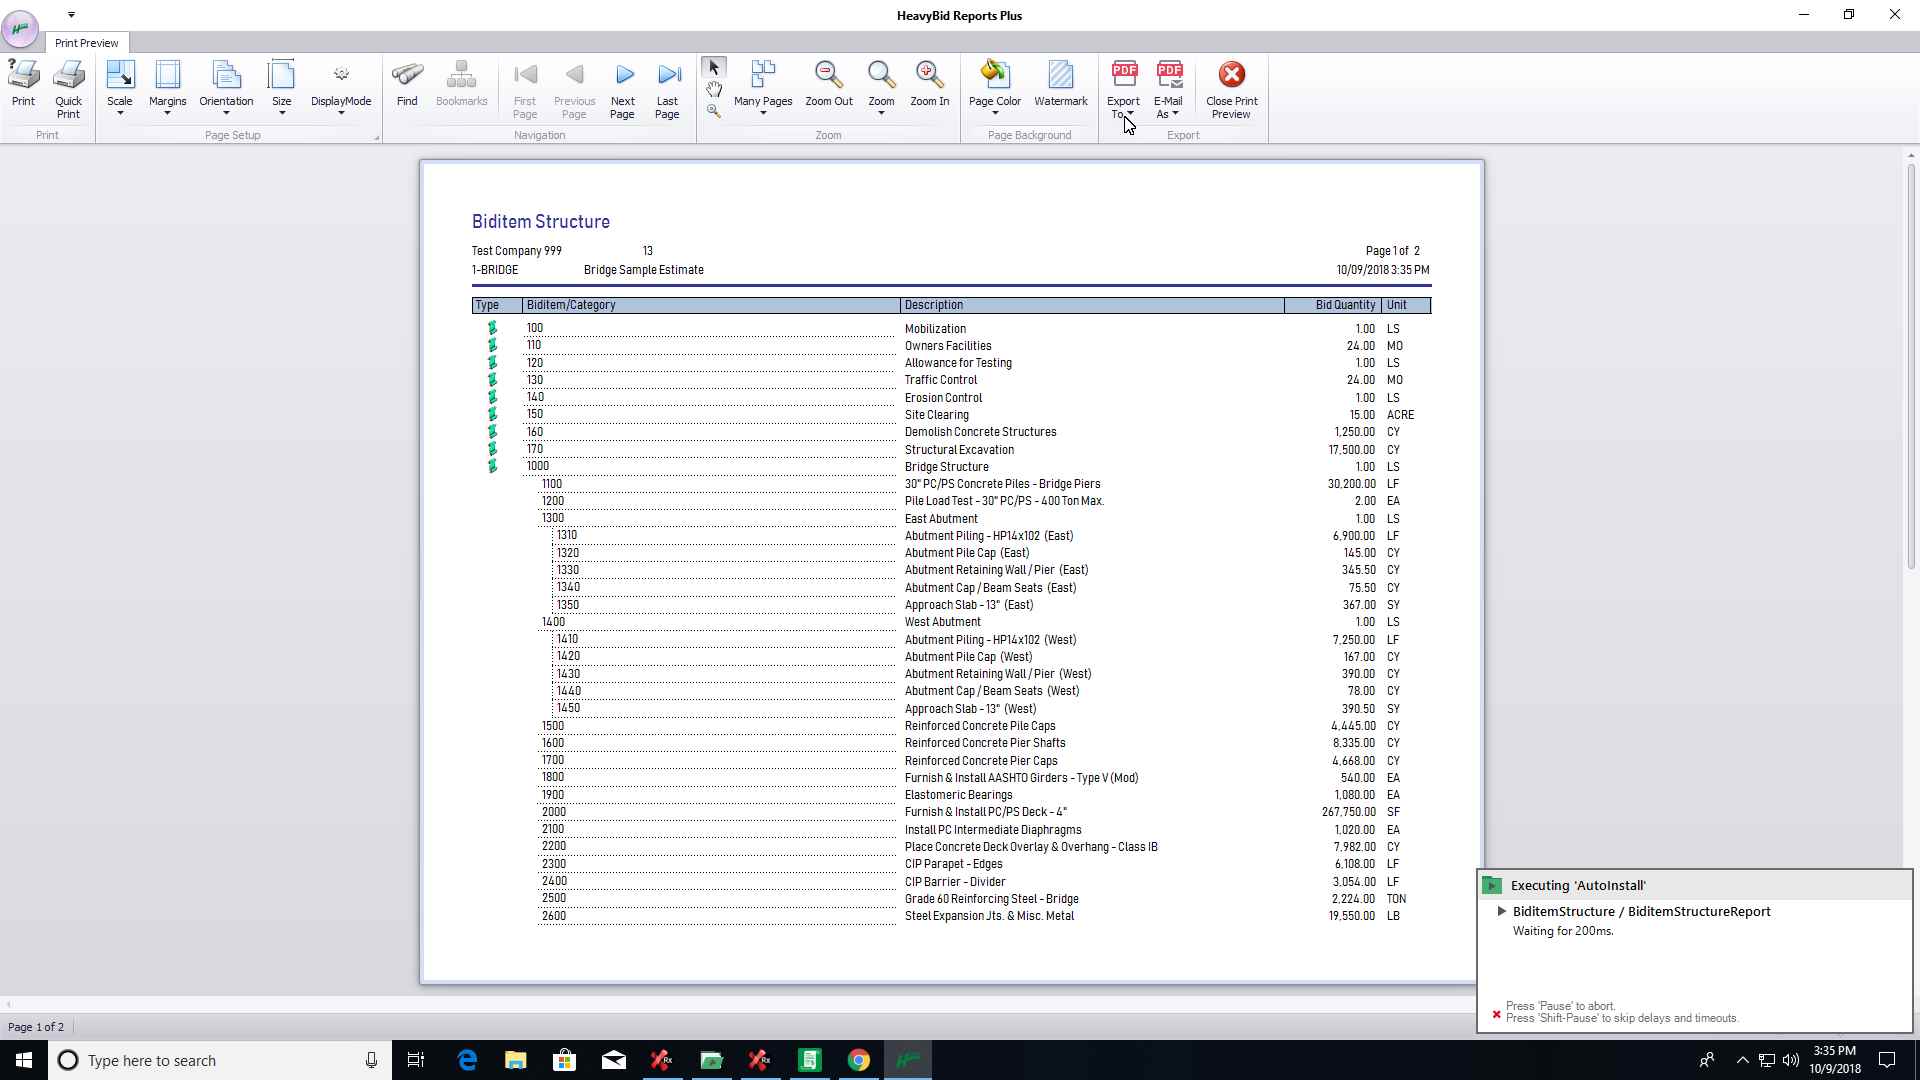 HeavyBid Reports Plus
Print Preview
Print
Quick Print
Scale
Margins
Orientation
Size
DisplayMode
Find
Bookmarks
First Page
Previous Page
Next Page
Last Page
Many Pages
Zoom Out
Zoom
Zoom In
Page Color
Watermark
PDF
Export To
PDF
E-Mail As
Close Print Preview
Print
Page Setup
Navigation
Zoom
Page Background
Export
Biditem Structure
Test Company 999 13 Page 1 of 2
1-BRIDGE Bridge Sample Estimate 10/09/2018 3:35 PM
Type Biditem/Category Description Bid Quantity Unit
100 Mobilization 1.00 LS
110 Owners Facilities 24.00 MO
120 Allowance for Testing 1.00 LS
130 Traffic Control 24.00 MO
140 Erosion Control 1.00 LS
150 Site Clearing 15.00 ACRE
160 Demolish Concrete Structures 1,250.00 CY
170 Structural Excavation 17,500.00 CY
1000 Bridge Structure 1.00 LS
1100 30" PC/PS Concrete Piles - Bridge Piers 30,200.00 LF
1200 Pile Load Test - 30" PC/PS - 400 Ton Max. 2.00 EA
1300 East Abutment 1.00 LS
1310 Abutment Piling - HP14x102 (East) 6,900.00 LF
1320 Abutment Pile Cap (East) 145.00 CY
1330 Abutment Retaining Wall / Pier (East) 345.50 CY
1340 Abutment Cap / Beam Seats (East) 75.50 CY
1350 Approach Slab - 13" (East) 367.00 SY
1400 West Abutment 1.00 LS
1410 Abutment Piling - HP14x102 (West) 7,250.00 LF
1420 Abutment Pile Cap (West) 167.00 CY
1430 Abutment Retaining Wall / Pier (West) 390.00 CY
1440 Abutment Cap / Beam Seats (West) 78.00 CY
1450 Approach Slab - 13" (West) 390.50 SY
1500 Reinforced Concrete Pile Caps 4,445.00 CY
1600 Reinforced Concrete Pier Shafts 8,335.00 CY
1700 Reinforced Concrete Pier Caps 4,668.00 CY
1800 Furnish & Install AASHTO Girders - Type V (Mod) 540.00 EA
1900 Elastomeric Bearings 1,080.00 EA
2000 Furnish & Install PC/PS Deck - 4" 267,750.00 SF
2100 Install PC Intermediate Diaphragms 1,020.00 EA
2200 Place Concrete Deck Overlay & Overhang - Class IB 7,982.00 CY
2300 CIP Parapet - Edges 6,108.00 LF
2400 CIP Barrier - Divider 3,054.00 LF
2500 Grade 60 Reinforcing Steel - Bridge 2,224.00 TON
2600 Steel Expansion Jts. & Misc. Metal 19,550.00 LB
Executing 'AutoInstall'
BiditemStructure / BiditemStructureReport
Waiting for 200ms.
Press 'Pause' to abort.
Press 'Shift-Pause' to skip delays and timeouts.
Page 1 of 2
Type here to search
3:35 PM
10/9/2018